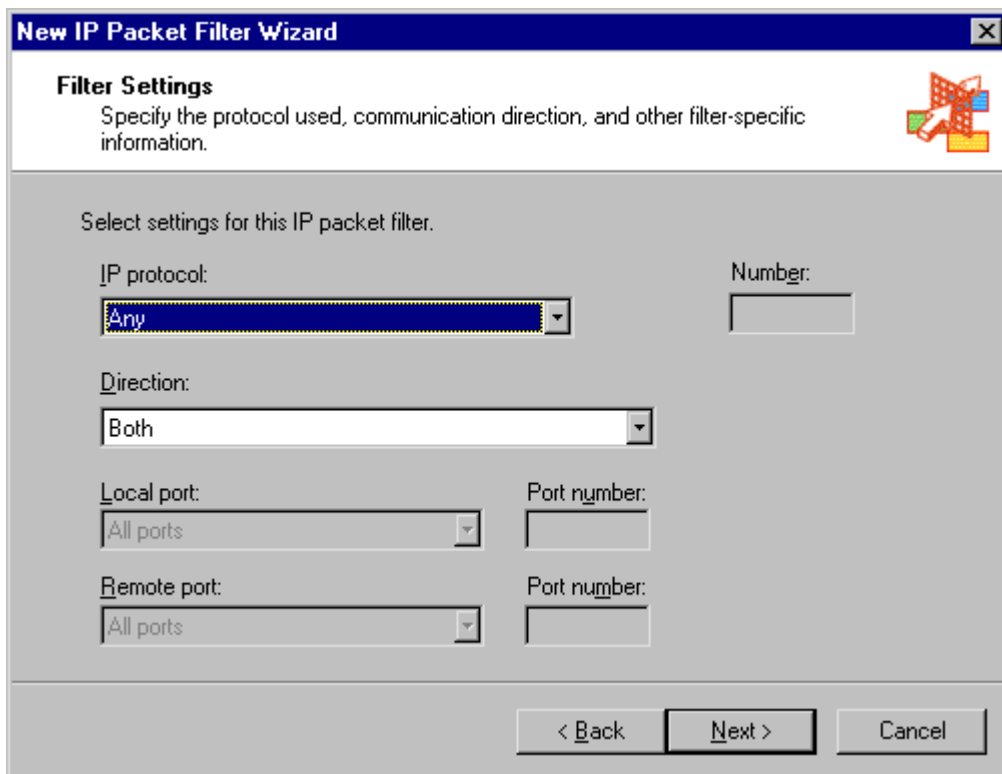 New IP Packet Filter Wizard
Filter Settings
Specify the protocol used, communication direction, and other filter-specific
information.
Select settings for this IP packet filter.
IP protocol: Number:
Any
Direction:
Both
Local port: Port number:
All ports
Remote port: Port number:
All ports
< Back Next > Cancel